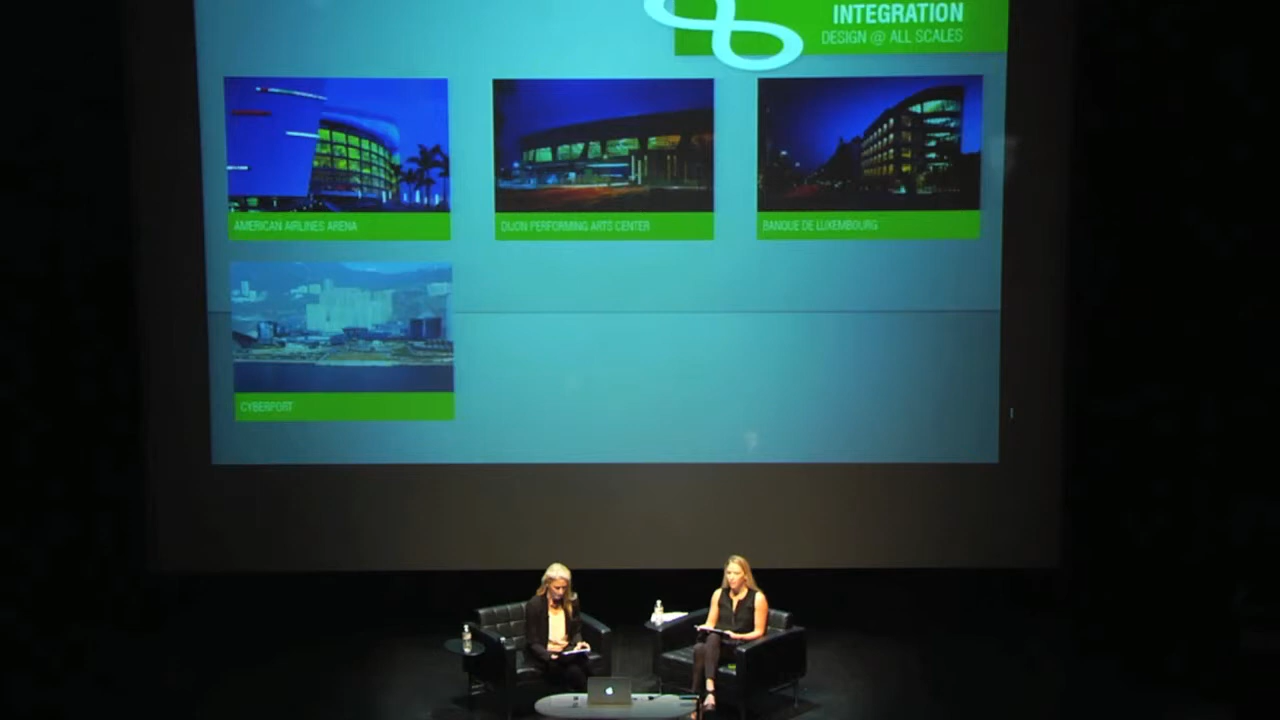 INTEGRATION
DESIGN @ ALL SCALES
AMERICAN AIRLINES ARENA
DIJON PERFORMING ARTS CENTER
BANQUE DE LUXEMBOURG
CYBERPORT